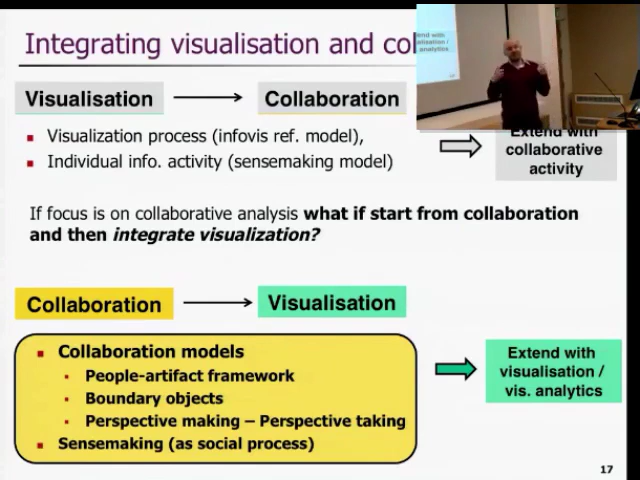 Integrating visualisation and col
Visualisation
Collaboration
Visualization process (infovis ref. model),
Individual info. activity (sensemaking model)
Extend with
collaborative
activity
If focus is on collaborative analysis what if start from collaboration
and then integrate visualization?
Collaboration
Visualisation
Collaboration models
People-artifact framework
Boundary objects
Perspective making – Perspective taking
Sensemaking (as social process)
Extend with
visualisation /
vis. analytics
17